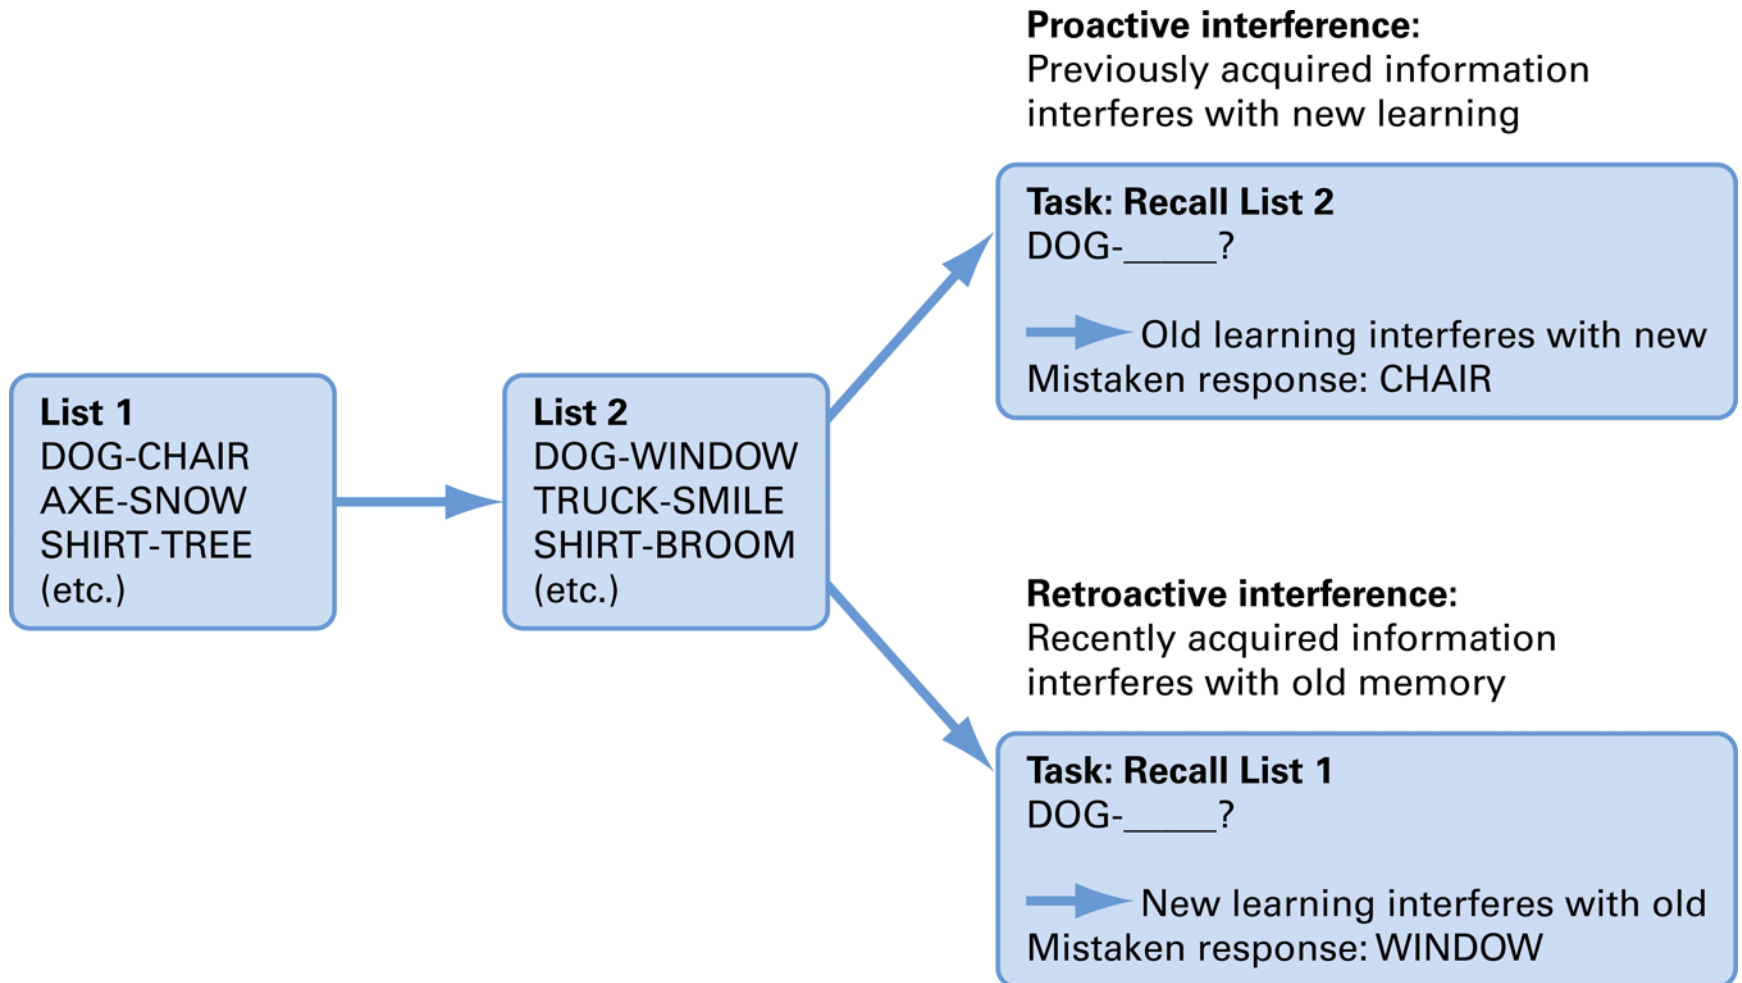 Proactive interference:
Previously acquired information
interferes with new learning
Task: Recall List 2
DOG-_____?
Old learning interferes with new
Mistaken response: CHAIR
List 1
DOG-CHAIR
AXE-SNOW
SHIRT-TREE
(etc.)
List 2
DOG-WINDOW
TRUCK-SMILE
SHIRT-BROOM
(etc.)
Retroactive interference:
Recently acquired information
interferes with old memory
Task: Recall List 1
DOG-_____?
New learning interferes with old
Mistaken response: WINDOW